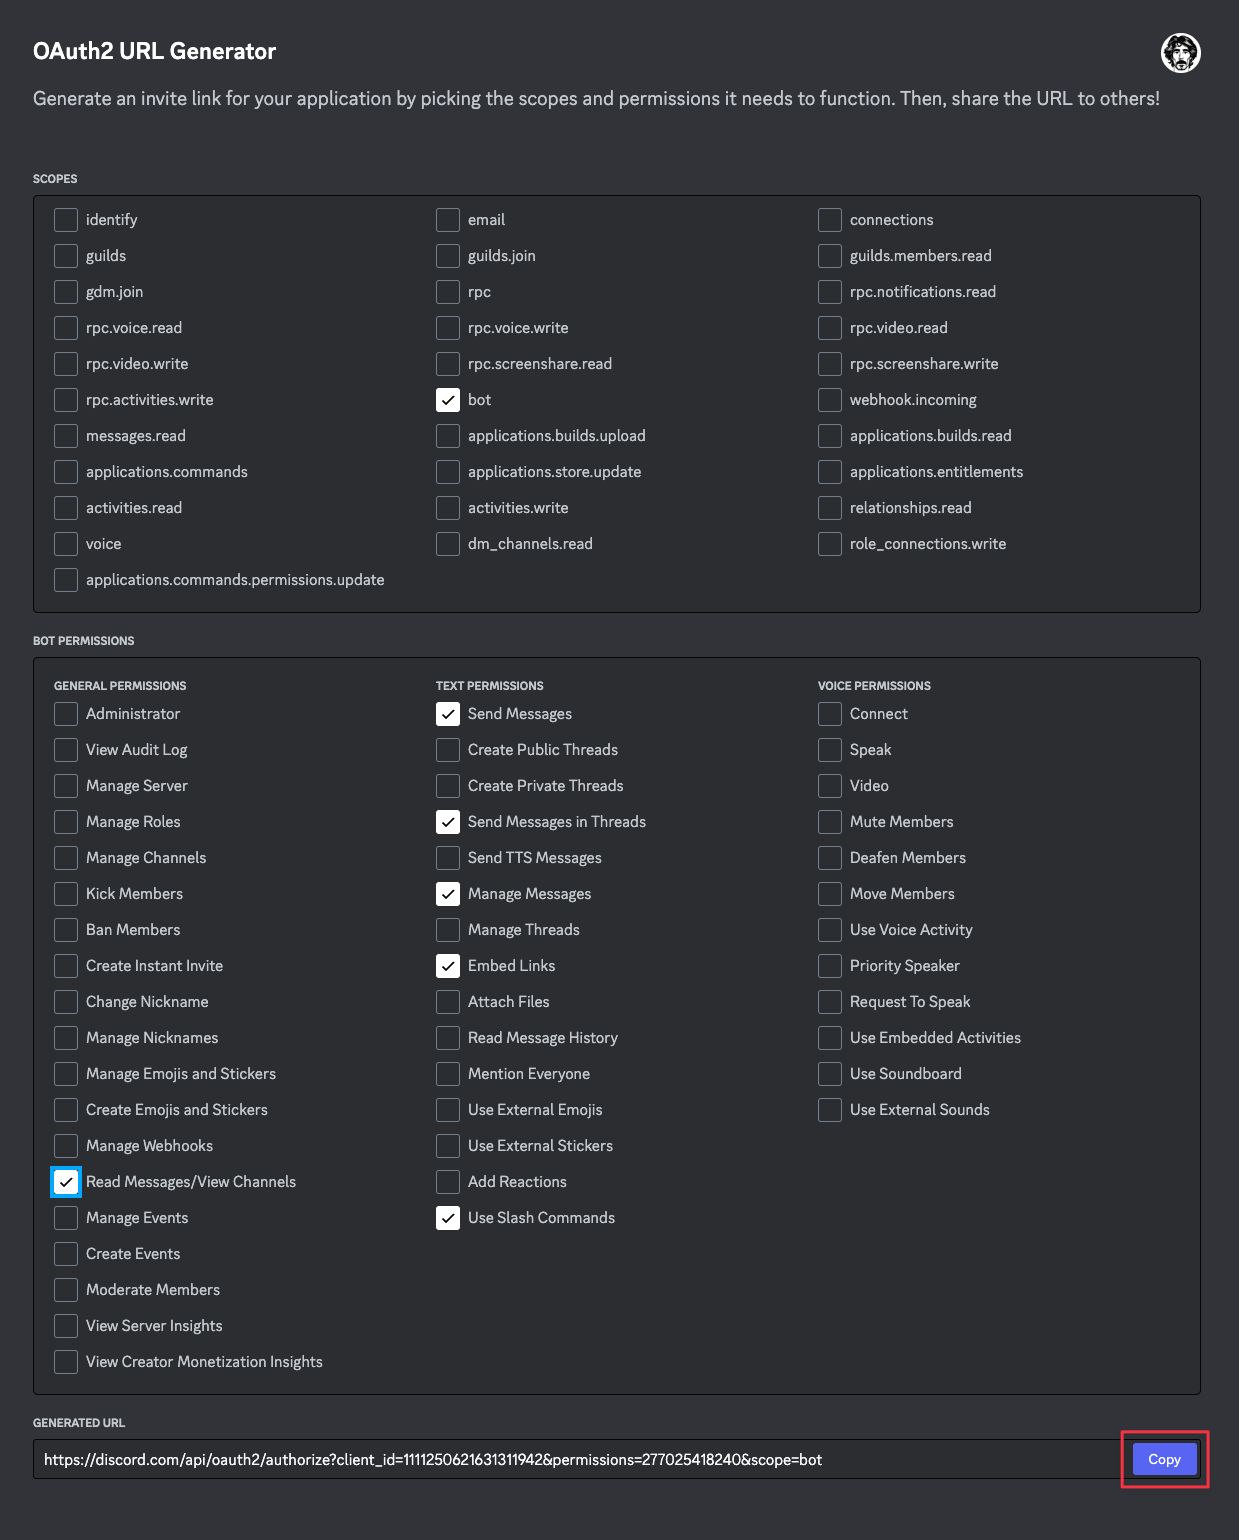 OAuth2 URL Generator
Generate an invite link for your application by picking the scopes and permissions it needs to function. Then, share the URL to others!
SCOPES
identify
email
connections
guilds
guilds.join
guilds.members.read
gdm.join
rpc
rpc.notifications.read
rpc.voice.read
rpc.voice.write
rpc.video.read
rpc.video.write
rpc.screenshare.read
rpc.screenshare.write
rpc.activities.write
bot
webhook.incoming
messages.read
applications.builds.upload
applications.builds.read
applications.commands
applications.store.update
applications.entitlements
activities.read
activities.write
relationships.read
voice
dm_channels.read
role_connections.write
applications.commands.permissions.update
BOT PERMISSIONS
GENERAL PERMISSIONS
Administrator
View Audit Log
Manage Server
Manage Roles
Manage Channels
Kick Members
Ban Members
Create Instant Invite
Change Nickname
Manage Nicknames
Manage Emojis and Stickers
Create Emojis and Stickers
Manage Webhooks
Read Messages/View Channels
Manage Events
Create Events
Moderate Members
View Server Insights
View Creator Monetization Insights
TEXT PERMISSIONS
Send Messages
Create Public Threads
Create Private Threads
Send Messages in Threads
Send TTS Messages
Manage Messages
Manage Threads
Embed Links
Attach Files
Read Message History
Mention Everyone
Use External Emojis
Use External Stickers
Add Reactions
Use Slash Commands
VOICE PERMISSIONS
Connect
Speak
Video
Mute Members
Deafen Members
Move Members
Use Voice Activity
Priority Speaker
Request To Speak
Use Embedded Activities
Use Soundboard
Use External Sounds
GENERATED URL
https://discord.com/api/oauth2/authorize?client_id=1111250621631311942&permissions=277025418240&scope=bot
Copy